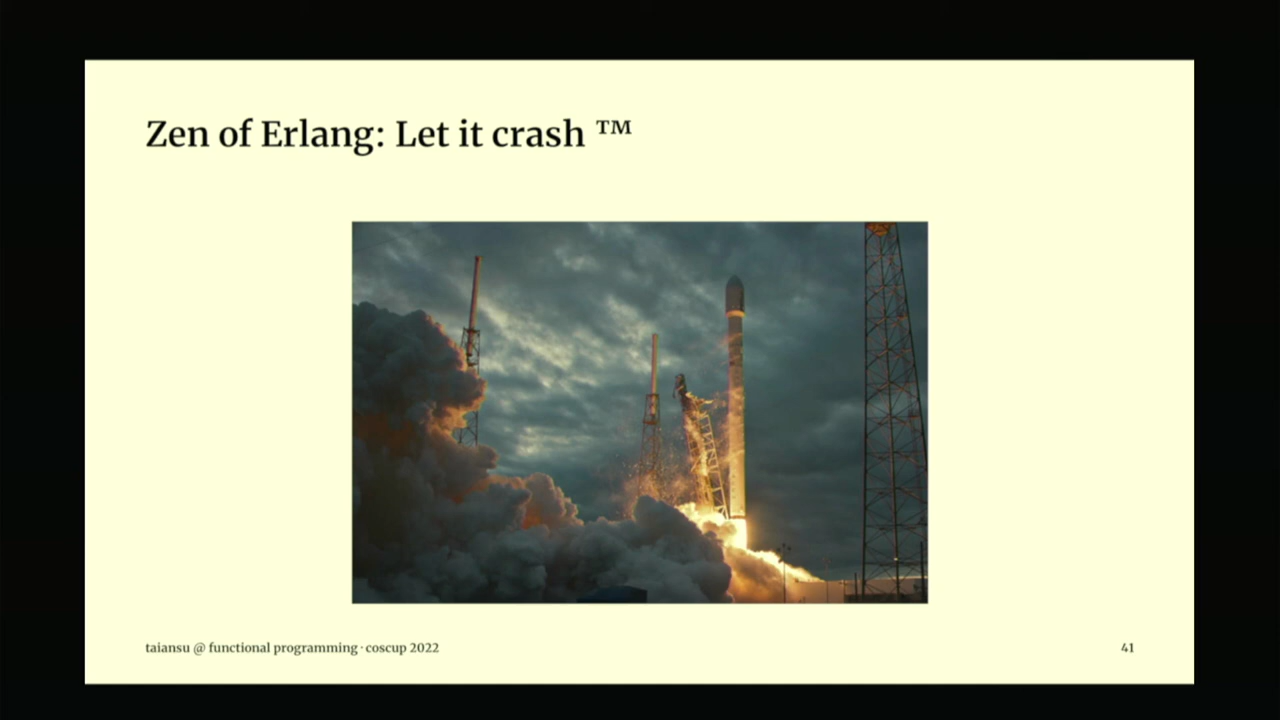 Zen of Erlang: Let it crash ™
taiansu @ functional programming · coscup 2022
41